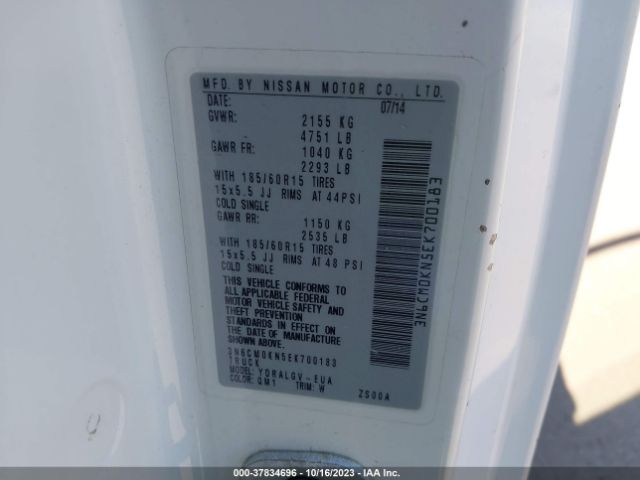 MFD. BY NISSAN MOTOR CO., LTD.
DATE: 07/14
GVWR: 2155 KG
4751 LB
GAWR FR: 1040 KG
2293 LB
WITH 185/60R15 TIRES
15x5.5 JJ RIMS AT 44PSI
COLD SINGLE
GAWR RR: 1150 KG
2535 LB
WITH 185/60R15 TIRES
15x5.5 JJ RIMS AT 48 PSI
COLD SINGLE
THIS VEHICLE CONFORMS TO
ALL APPLICABLE FEDERAL
MOTOR VEHICLE SAFETY AND
THEFT PREVENTION
STANDARDS IN EFFECT ON
THE DATE OF MANUFACTURE
SHOWN ABOVE.
3N6CM0KN5EK700183
TRUCK
MODEL: YDRALGV-EUA
COLOR: QM1 TRIM: W ZS00A
3N6CM0KN5EK700183
000-37834696 - 10/16/2023 - IAA Inc.